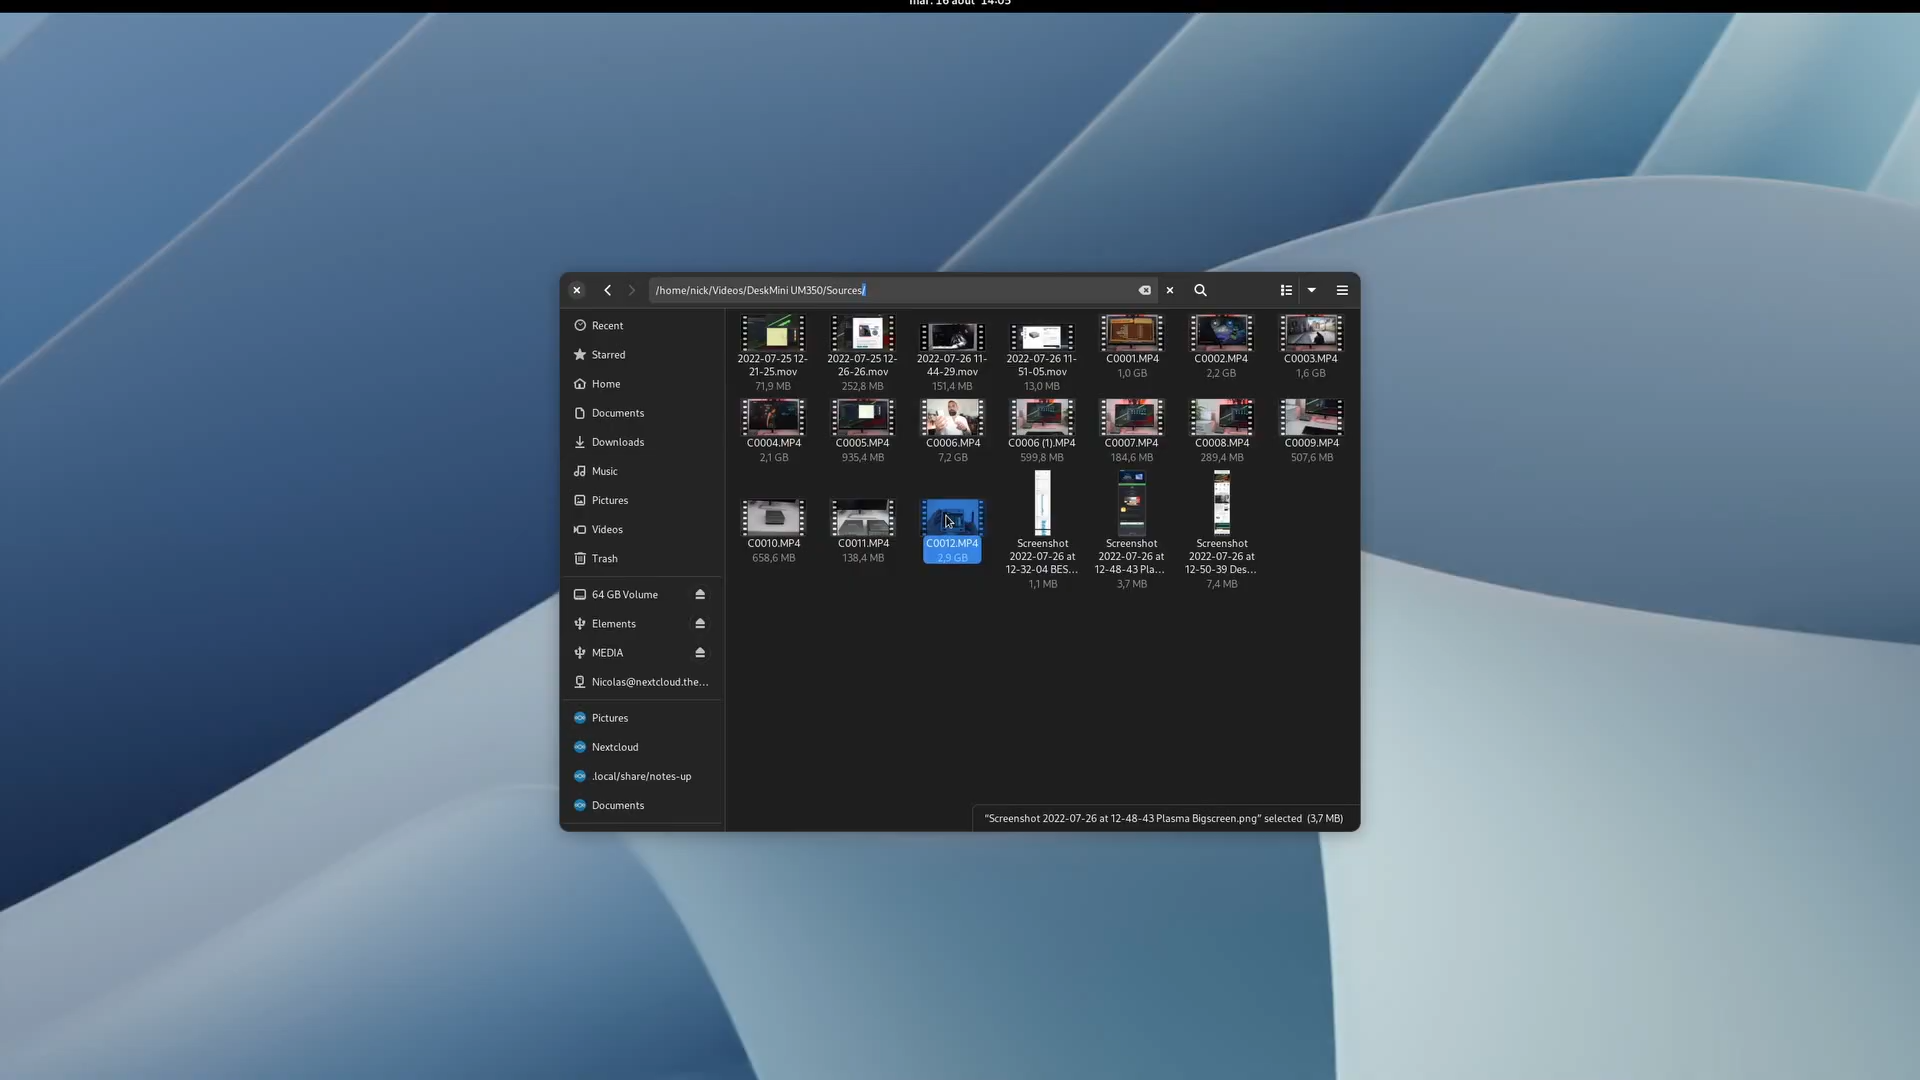 mar. 16 août 14:05
/home/nick/Videos/DeskMini UM350/Sources/
Recent
Starred
Home
Documents
Downloads
Music
Pictures
Videos
Trash
64 GB Volume
Elements
MEDIA
Nicolas@nextcloud.the...
Pictures
Nextcloud
.local/share/notes-up
Documents
2022-07-25 12-
21-25.mov
71,9 MB
2022-07-25 12-
26-26.mov
252,8 MB
2022-07-26 11-
44-29.mov
151,4 MB
2022-07-26 11-
51-05.mov
13,0 MB
C0001.MP4
1,0 GB
C0002.MP4
2,2 GB
C0003.MP4
1,6 GB
C0004.MP4
2,1 GB
C0005.MP4
935,4 MB
C0006.MP4
7,2 GB
C0006 (1).MP4
599,8 MB
C0007.MP4
184,6 MB
C0008.MP4
289,4 MB
C0009.MP4
507,6 MB
C0010.MP4
658,6 MB
C0011.MP4
138,4 MB
C0012.MP4
2,9 GB
Screenshot
2022-07-26 at
12-32-04 BES...
1,1 MB
Screenshot
2022-07-26 at
12-48-43 Pla...
3,7 MB
Screenshot
2022-07-26 at
12-50-39 Des...
7,4 MB
"Screenshot 2022-07-26 at 12-48-43 Plasma Bigscreen.png" selected (3,7 MB)